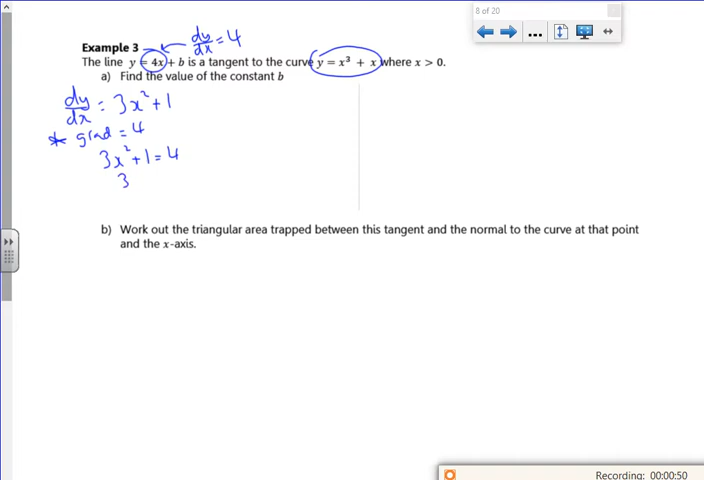 8 of 20
...
dy/dx = 4
Example 3
The line y = 4x + b is a tangent to the curve y = x³ + x where x > 0.
a) Find the value of the constant b
dy/dx = 3x² + 1
* grad = 4
3x² + 1 = 4
3
b) Work out the triangular area trapped between this tangent and the normal to the curve at that point
and the x-axis.
Recording: 00:00:50